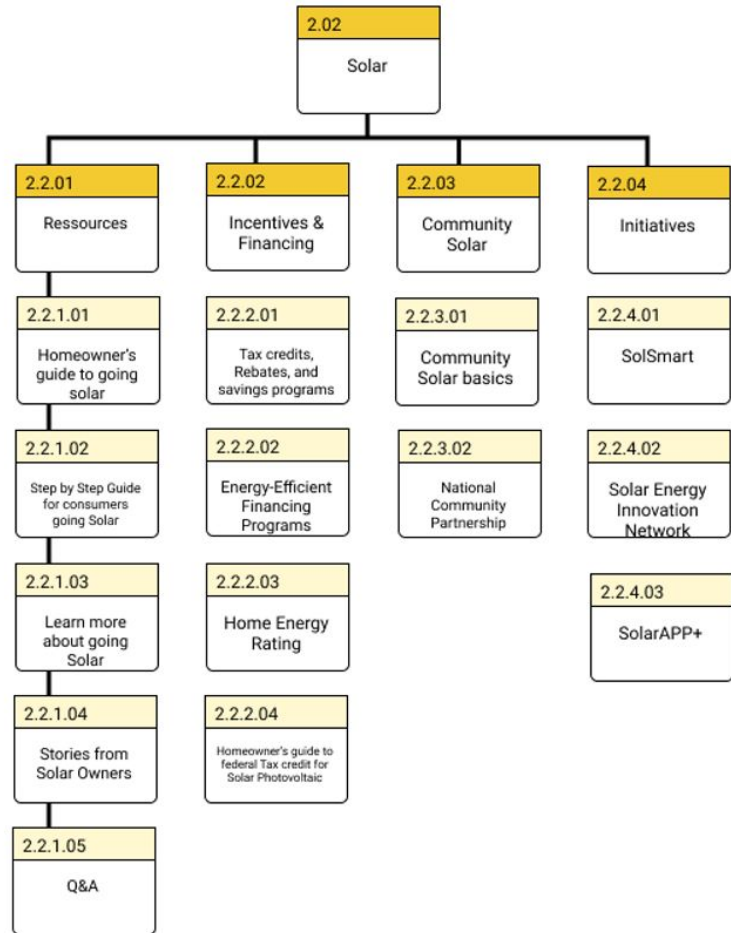 2.02
Solar
2.2.01
Ressources
2.2.02
Incentives &
Financing
2.2.03
Community
Solar
2.2.04
Initiatives
2.2.1.01
Homeowner's
guide to going
solar
2.2.2.01
Tax credits,
Rebates, and
savings programs
2.2.3.01
Community
Solar basics
2.2.4.01
SolSmart
2.2.1.02
Step by Step Guide
for consumers
going Solar
2.2.2.02
Energy-Efficient
Financing
Programs
2.2.3.02
National
Community
Partnership
2.2.4.02
Solar Energy
Innovation
Network
2.2.1.03
Learn more
about going
Solar
2.2.2.03
Home Energy
Rating
2.2.4.03
SolarAPP+
2.2.1.04
Stories from
Solar Owners
2.2.2.04
Homeowner's guide to
federal Tax credit for
Solar Photovoltaic
2.2.1.05
Q&A